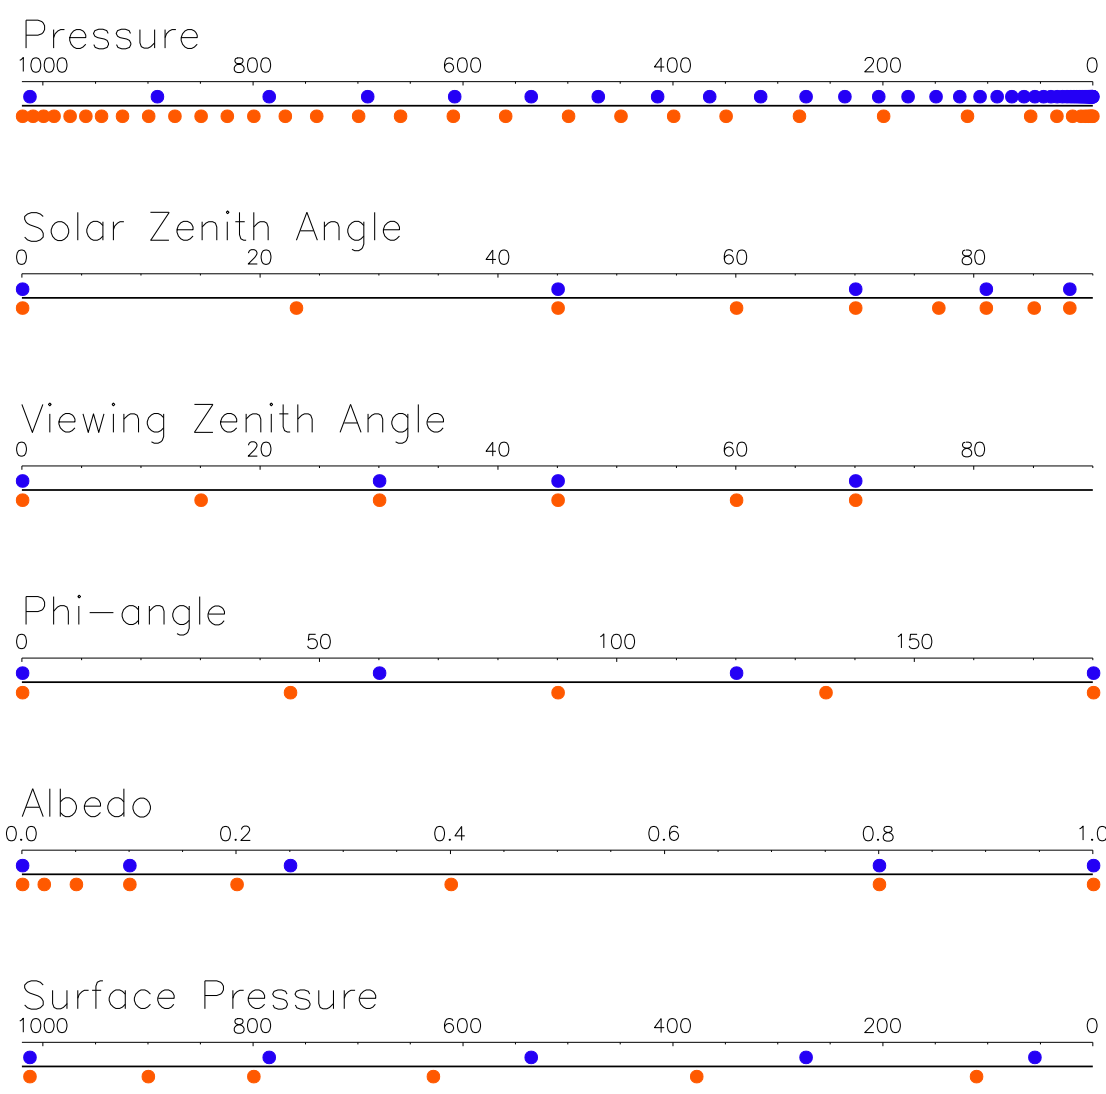 Pressure
1000 800 600 400 200 0
Solar Zenith Angle
0 20 40 60 80
Viewing Zenith Angle
0 20 40 60 80
Phi-angle
0 50 100 150
Albedo
0.0 0.2 0.4 0.6 0.8 1.0
Surface Pressure
1000 800 600 400 200 0